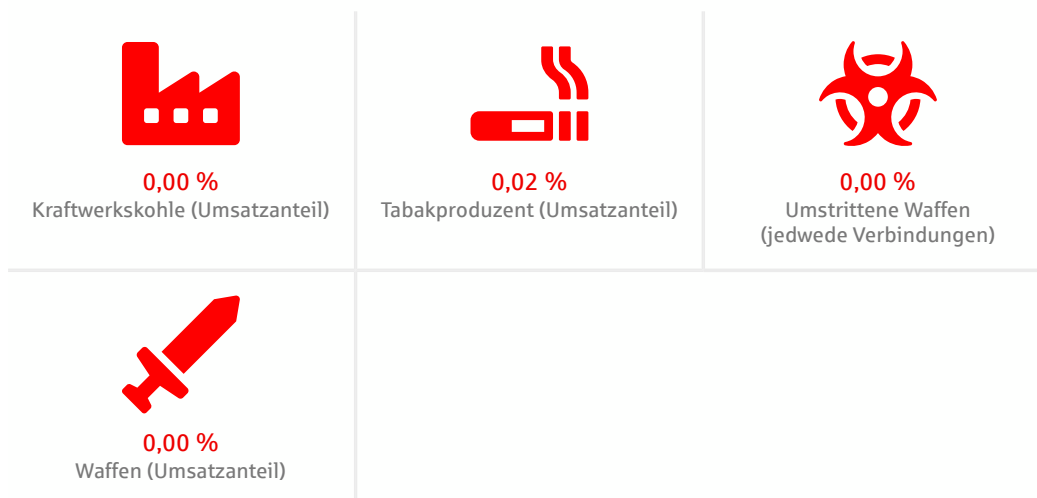 0,00 %
Kraftwerkskohle (Umsatzanteil)
0,02 %
Tabakproduzent (Umsatzanteil)
0,00 %
Umstrittene Waffen
(jedwede Verbindungen)
0,00 %
Waffen (Umsatzanteil)